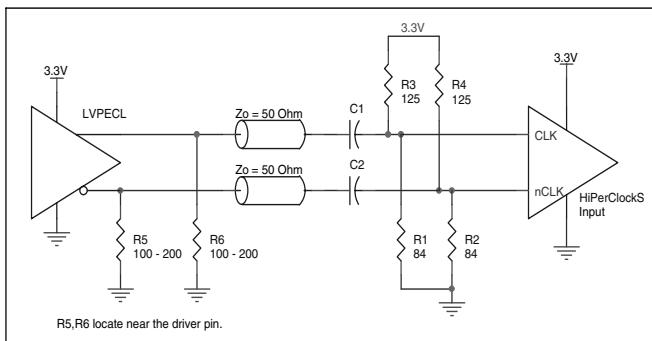 3.3V
3.3V
3.3V
LVPECL
R3
125
R4
125
Zo = 50 Ohm
C1
CLK
Zo = 50 Ohm
C2
nCLK
HiPerClockS
Input
R5
100 - 200
R6
100 - 200
R1
84
R2
84
R5,R6 locate near the driver pin.